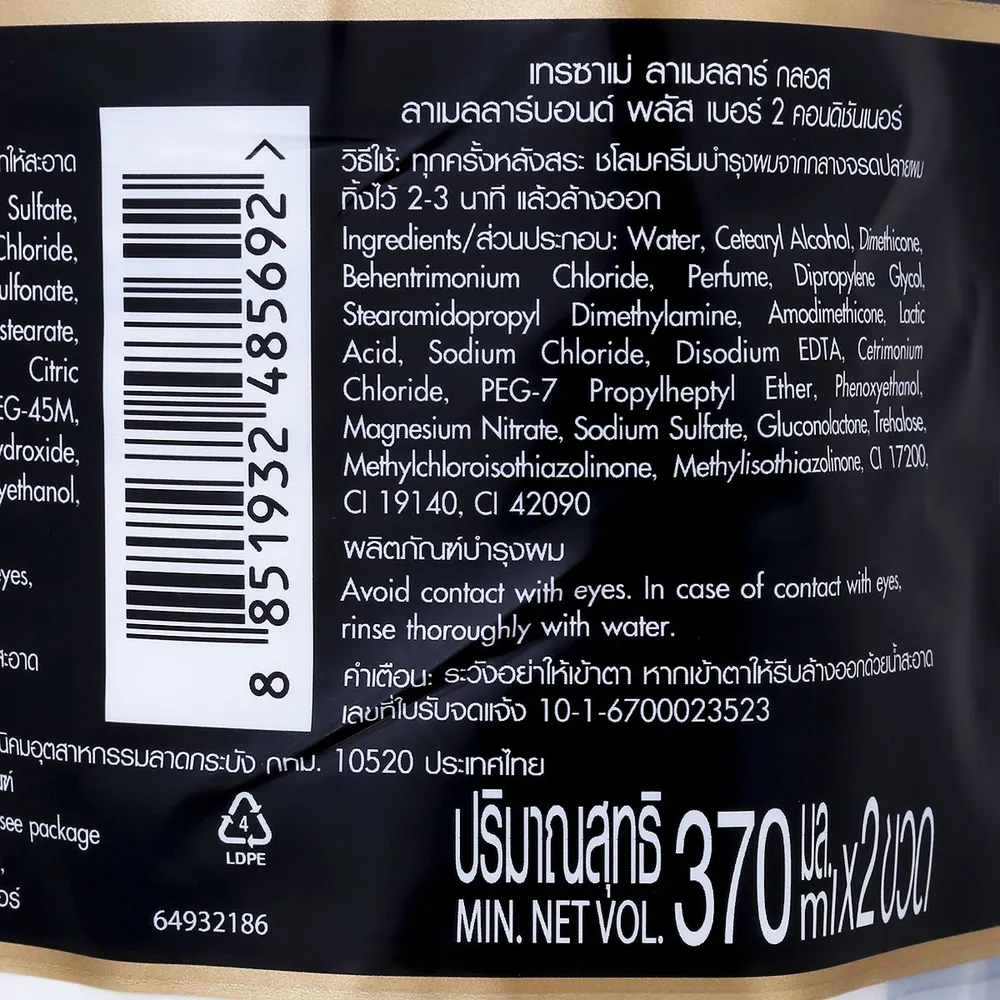 เทรซาเม่ ลาเมลลาร์ กลอส
ลาเมลลาร์บอนด์ พลัส เบอร์ 2 คอนดิชันเนอร์
วิธีใช้: ทุกครั้งหลังสระ ชโลมครีมบำรุงผมจากกลางจรดปลายผม
ทิ้งไว้ 2-3 นาที แล้วล้างออก
Ingredients/ส่วนประกอบ: Water, Cetearyl Alcohol, Dimethicone,
Behentrimonium Chloride, Perfume, Dipropylene Glycol,
Stearamidopropyl Dimethylamine, Amodimethicone, Lactic
Acid, Sodium Chloride, Disodium EDTA, Cetrimonium
Chloride, PEG-7 Propylheptyl Ether, Phenoxyethanol,
Magnesium Nitrate, Sodium Sulfate, Gluconolactone, Trehalose,
Methylchloroisothiazolinone, Methylisothiazolinone, CI 17200,
CI 19140, CI 42090
ผลิตภัณฑ์บำรุงผม
Avoid contact with eyes. In case of contact with eyes,
rinse thoroughly with water.
คำเตือน: ระวังอย่าให้เข้าตา หากเข้าตาให้รีบล้างออกด้วยน้ำสะอาด
เลขที่ใบรับจดแจ้ง 10-1-6700023523
ให้สะอาด
Sulfate,
Chloride,
ulfonate,
stearate,
Citric
EG-45M,
ydroxide,
yethanol,
eyes,
สะอาด
8 851932 485692 >
นิคมอุตสาหกรรมลาดกระบัง กทม. 10520 ประเทศไทย
see package
4
LDPE
64932186
ปริมาณสุทธิ 370 มล. x2 ขวด
MIN. NET VOL. ml